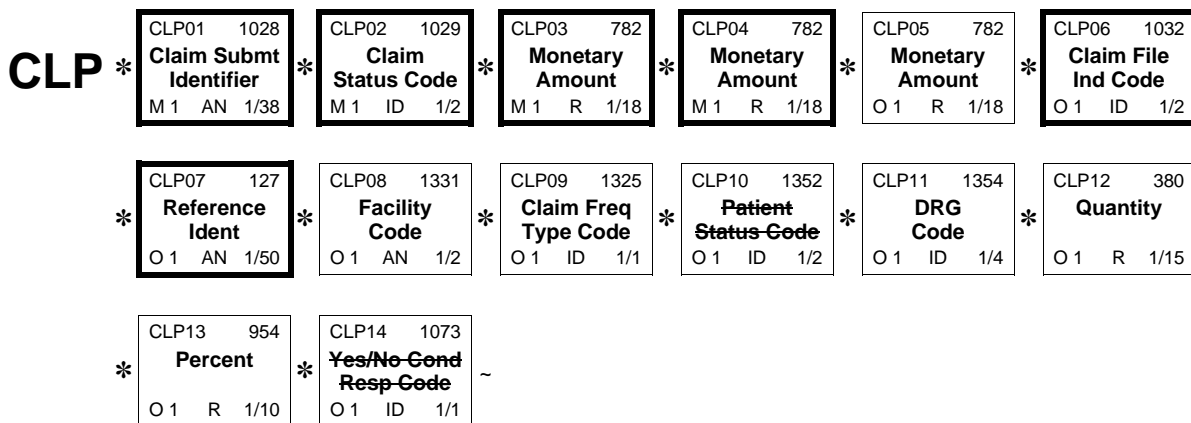 CLP01 1028 CLP02 1029 CLP03 782 CLP04 782 CLP05 782 CLP06 1032
CLP * Claim Submt * Claim * Monetary * Monetary * Monetary * Claim File
Identifier Status Code Amount Amount Amount Ind Code
M 1 AN 1/38 M 1 ID 1/2 M 1 R 1/18 M 1 R 1/18 O 1 R 1/18 O 1 ID 1/2
CLP07 127 CLP08 1331 CLP09 1325 CLP10 1352 CLP11 1354 CLP12 380
* Reference * Facility * Claim Freq * Patient * DRG * Quantity
Ident Code Type Code Status Code Code
O 1 AN 1/50 O 1 AN 1/2 O 1 ID 1/1 O 1 ID 1/2 O 1 ID 1/4 O 1 R 1/15
CLP13 954 CLP14 1073
* Percent * Yes/No Cond ~
Resp Code
O 1 R 1/10 O 1 ID 1/1